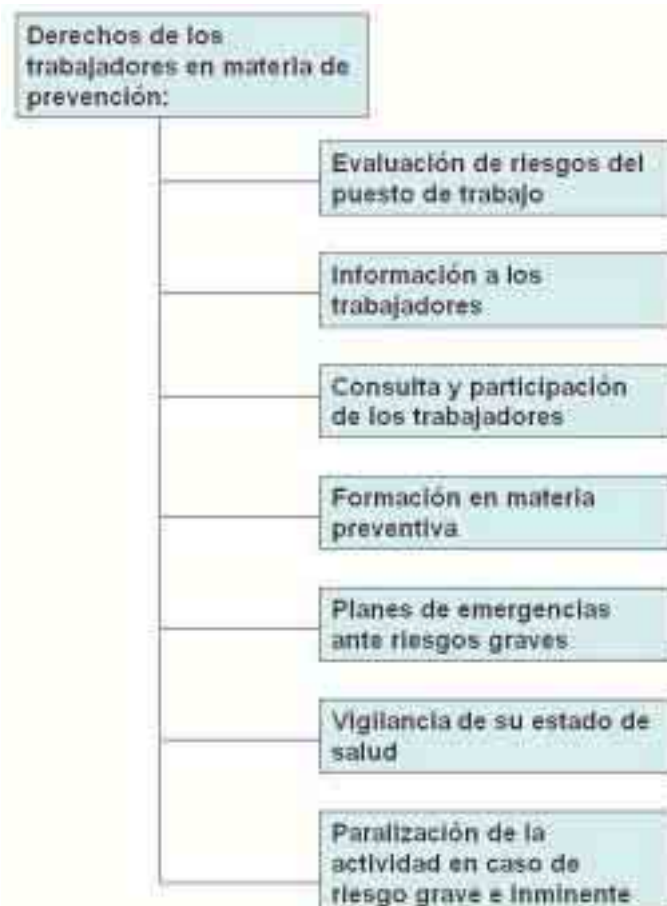 Derechos de los
trabajadores en materia de
prevención:
Evaluación de riesgos del
puesto de trabajo
Información a los
trabajadores
Consulta y participación
de los trabajadores
Formación en materia
preventiva
Planes de emergencias
ante riesgos graves
Vigilancia de su estado de
salud
Paralización de la
actividad en caso de
riesgo grave e inminente